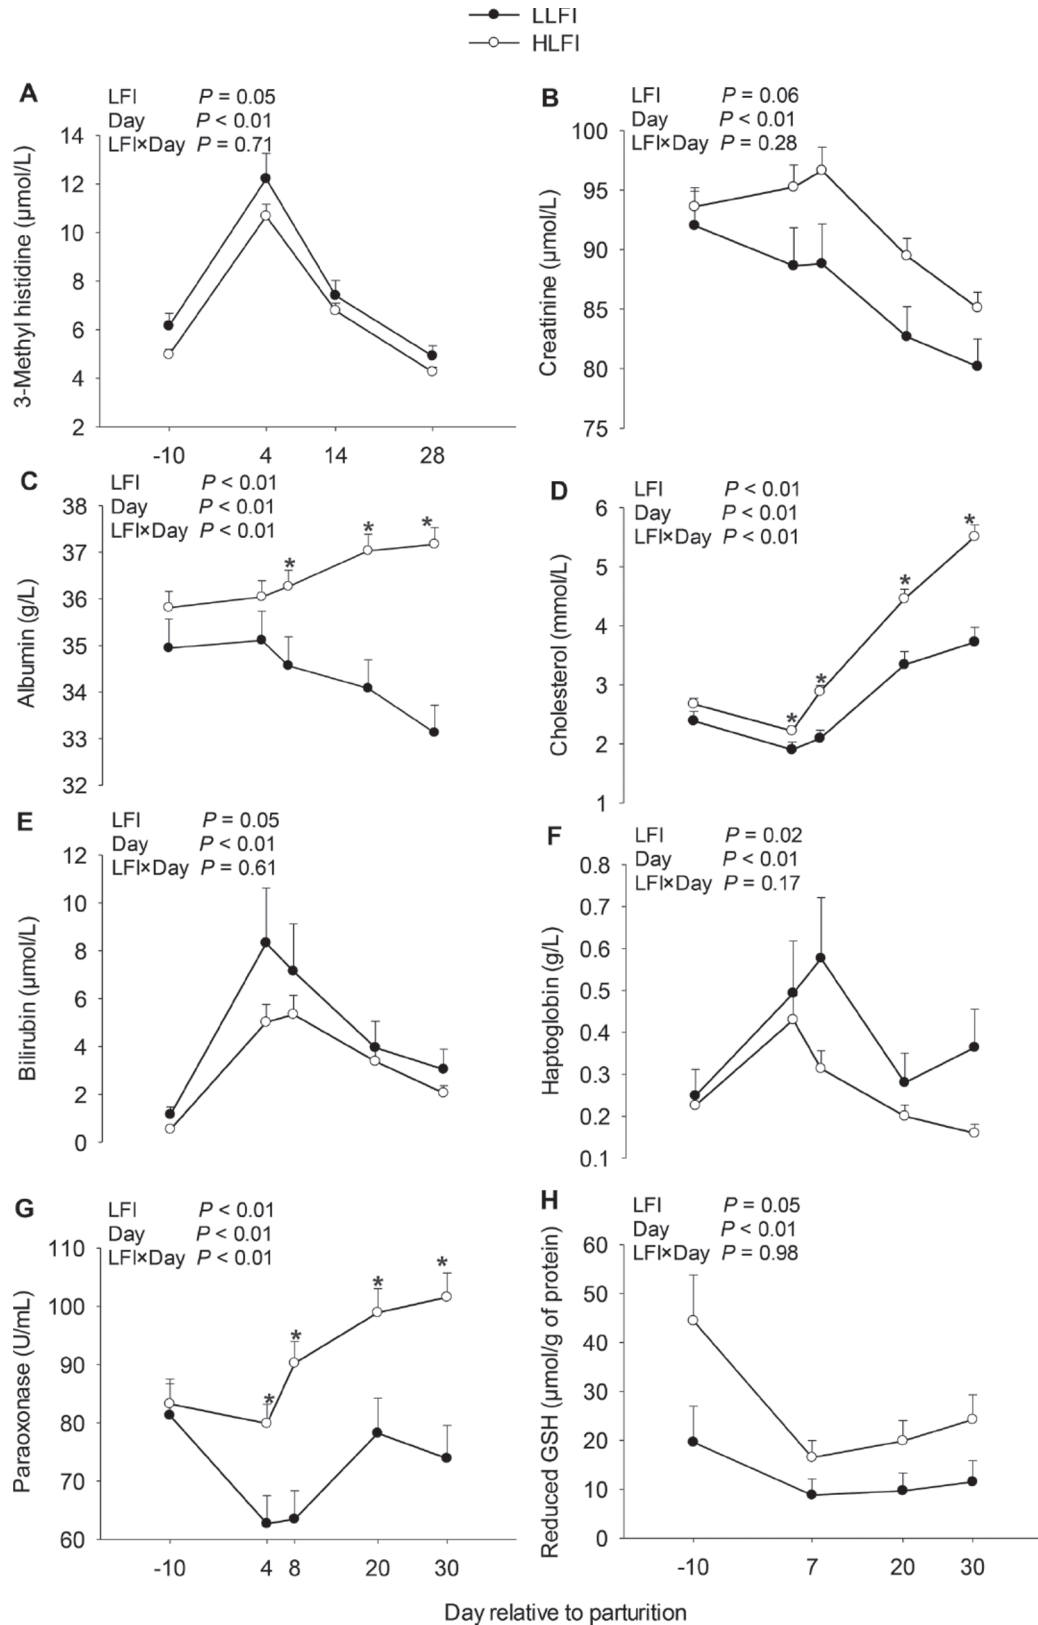 LLFI
HLFI
A
LFI P = 0.05
Day P < 0.01
LFI×Day P = 0.71
3-Methyl histidine (µmol/L)
14
12
10
8
6
4
2
-10 4 14 28
B
LFI P = 0.06
Day P < 0.01
LFI×Day P = 0.28
Creatinine (µmol/L)
100
95
90
85
80
75
C
LFI P < 0.01
Day P < 0.01
LFI×Day P < 0.01
Albumin (g/L)
38
37
36
35
34
33
32
* * *
D
LFI P < 0.01
Day P < 0.01
LFI×Day P < 0.01
Cholesterol (mmol/L)
6
5
4
3
2
1
* * * *
E
LFI P = 0.05
Day P < 0.01
LFI×Day P = 0.61
Bilirubin (µmol/L)
12
10
8
6
4
2
0
F
LFI P = 0.02
Day P < 0.01
LFI×Day P = 0.17
Haptoglobin (g/L)
0.8
0.7
0.6
0.5
0.4
0.3
0.2
0.1
G
LFI P < 0.01
Day P < 0.01
LFI×Day P < 0.01
Paraoxonase (U/mL)
110
100
90
80
70
60
* * * *
-10 4 8 20 30
H
LFI P = 0.05
Day P < 0.01
LFI×Day P = 0.98
Reduced GSH (µmol/g of protein)
60
50
40
30
20
10
0
-10 7 20 30
Day relative to parturition